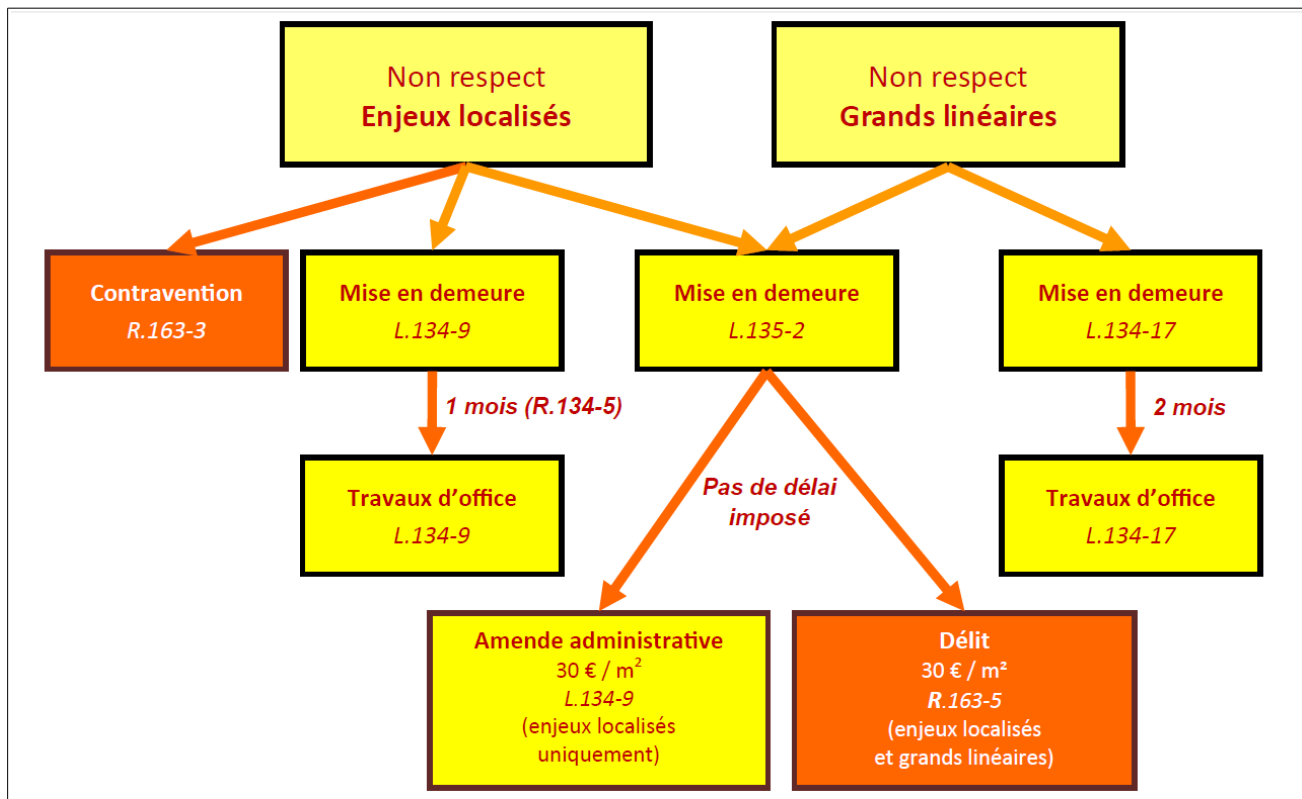 Non respect
Enjeux localisés
Non respect
Grands linéaires
Contravention
R.163-3
Mise en demeure
L.134-9
Mise en demeure
L.135-2
Mise en demeure
L.134-17
1 mois (R.134-5)
2 mois
Travaux d’office
L.134-9
Pas de délai
imposé
Travaux d’office
L.134-17
Amende administrative
30 € / m²
L.134-9
(enjeux localisés
uniquement)
Délit
30 € / m²
R.163-5
(enjeux localisés
et grands linéaires)